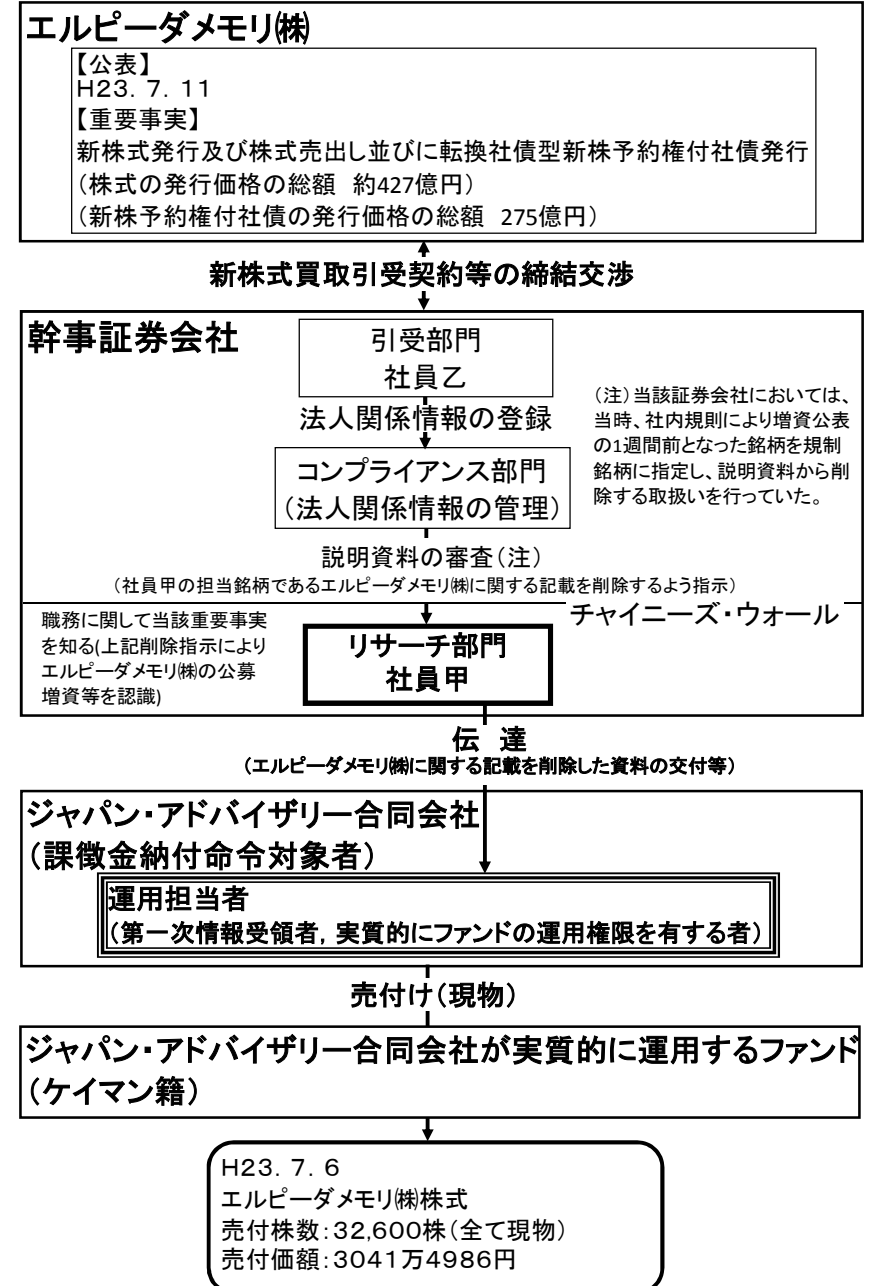 エルピーダメモリ㈱
【公表】
H23．7．11
【重要事実】
新株式発行及び株式売出し並びに転換社債型新株予約権付社債発行
（株式の発行価格の総額　約427億円）
（新株予約権付社債の発行価格の総額　275億円）
新株式買取引受契約等の締結交渉
幹事証券会社
引受部門
社員乙
法人関係情報の登録
コンプライアンス部門
（法人関係情報の管理）
（注）当該証券会社においては、
当時、社内規則により増資公表
の1週間前となった銘柄を規制
銘柄に指定し、説明資料から削
除する取扱いを行っていた。
説明資料の審査（注）
（社員甲の担当銘柄であるエルピーダメモリ㈱に関する記載を削除するよう指示）
チャイニーズ・ウォール
職務に関して当該重要事実
を知る(上記削除指示により
エルピーダメモリ㈱の公募
増資等を認識)
リサーチ部門
社員甲
伝　達
（エルピーダメモリ㈱に関する記載を削除した資料の交付等）
ジャパン・アドバイザリー合同会社
（課徴金納付命令対象者）
運用担当者
（第一次情報受領者，実質的にファンドの運用権限を有する者）
売付け（現物）
ジャパン・アドバイザリー合同会社が実質的に運用するファンド
（ケイマン籍）
H23．7．6
エルピーダメモリ㈱株式
売付株数：32,600株（全て現物）
売付価額：3041万4986円